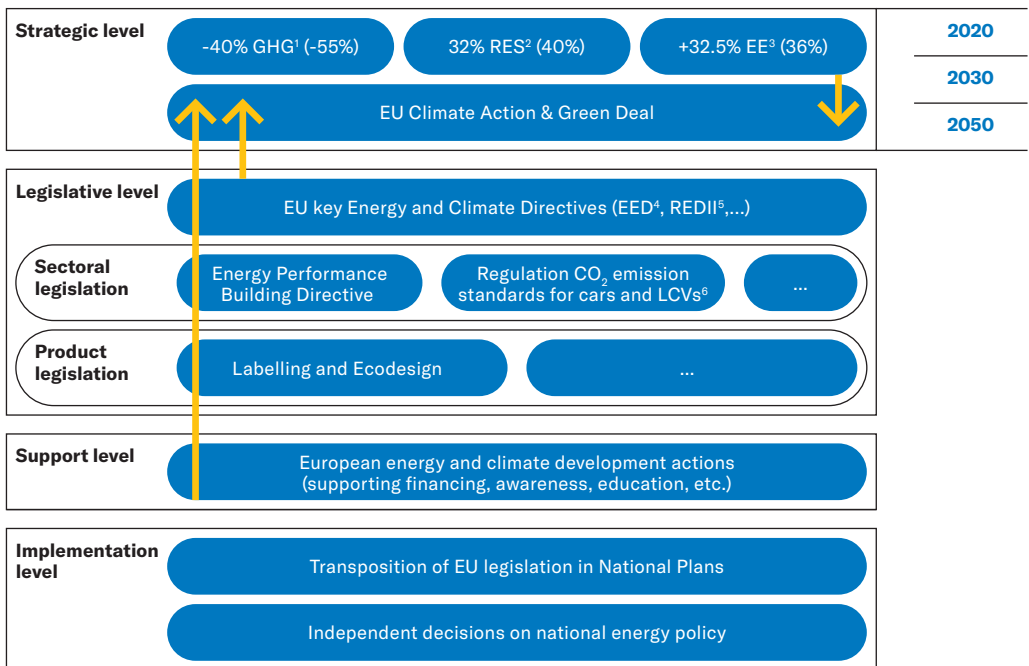 Strategic level
-40% GHG¹ (-55%)
32% RES² (40%)
+32.5% EE³ (36%)
EU Climate Action & Green Deal
2020
2030
2050
Legislative level
EU key Energy and Climate Directives (EED⁴, REDII⁵,...)
Sectoral
legislation
Energy Performance
Building Directive
Regulation CO₂ emission
standards for cars and LCVs⁶
...
Product
legislation
Labelling and Ecodesign
...
Support level
European energy and climate development actions
(supporting financing, awareness, education, etc.)
Implementation
level
Transposition of EU legislation in National Plans
Independent decisions on national energy policy